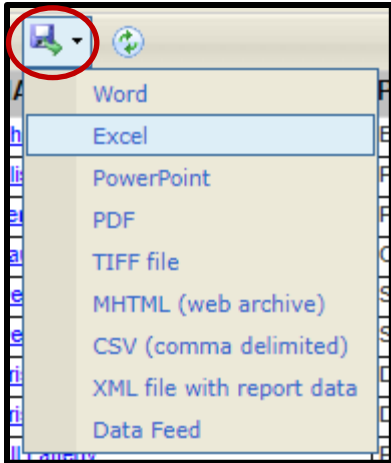 Word
Excel
PowerPoint
PDF
TIFF file
MHTML (web archive)
CSV (comma delimited)
XML file with report data
Data Feed